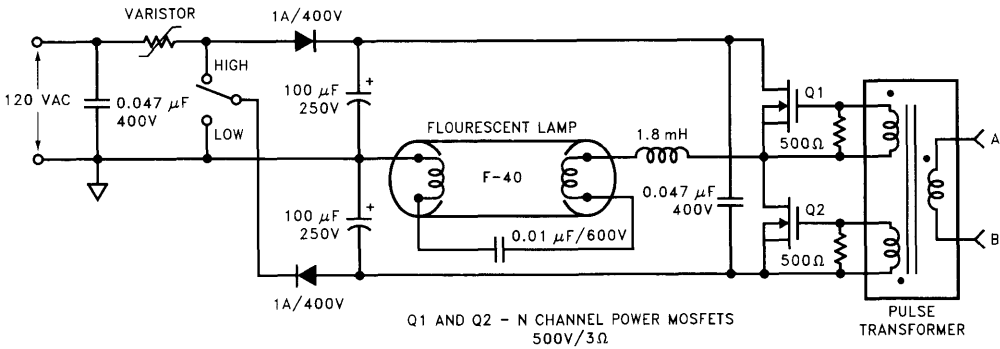 VARISTOR
1A/400V
120 VAC
0.047 μF
400V
HIGH
LOW
100 μF
250V
+
FLOURESCENT LAMP
F-40
1.8 mH
Q1
500Ω
A
100 μF
250V
+
0.01 μF/600V
0.047 μF
400V
Q2
500Ω
B
1A/400V
Q1 AND Q2 - N CHANNEL POWER MOSFETS
500V/3Ω
PULSE
TRANSFORMER